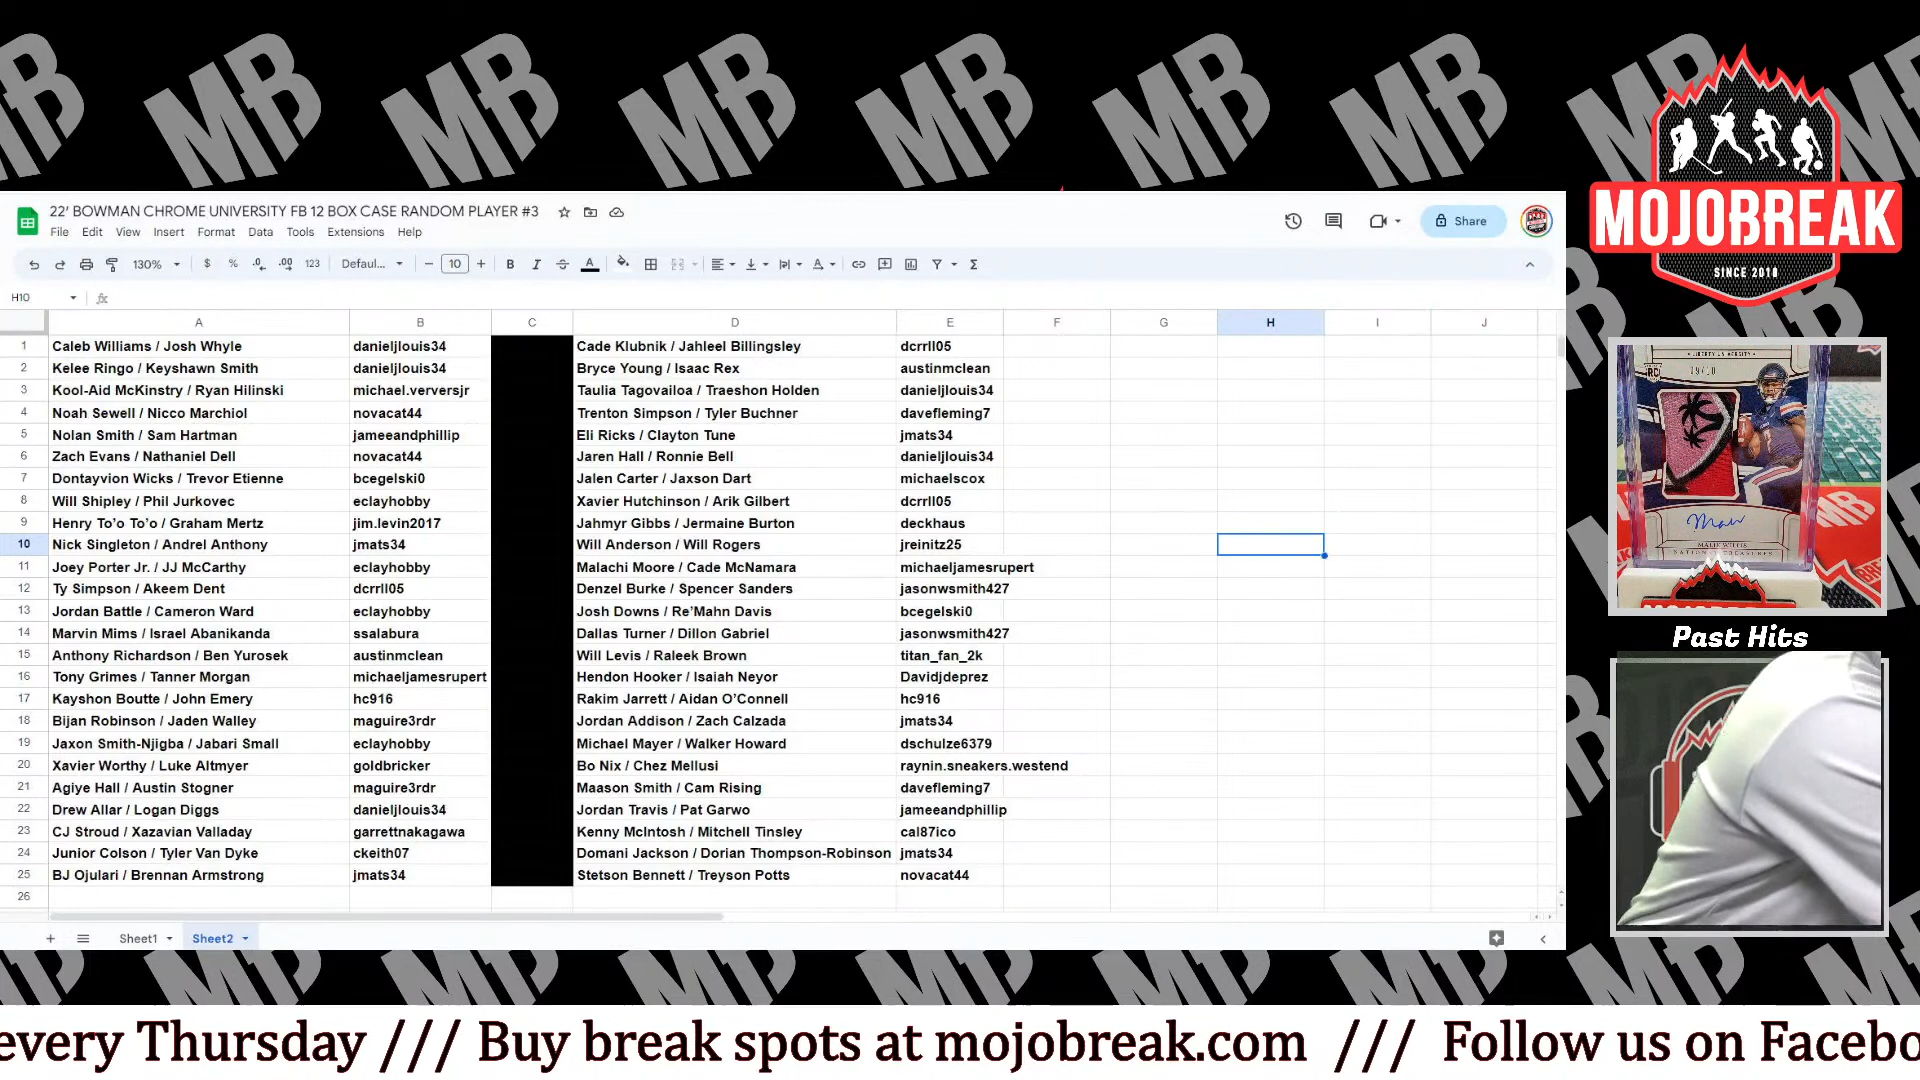 22' BOWMAN CHROME UNIVERSITY FB 12 BOX CASE RANDOM PLAYER #3
File Edit View Insert Format Data Tools Extensions Help
Share
130% $ % .0 .00 123 Defaul... - 10 + B I A
H10
A B C D E F G H I J
1 Caleb Williams / Josh Whyle danieljlouis34 Cade Klubnik / Jahleel Billingsley dcrrll05
2 Kelee Ringo / Keyshawn Smith danieljlouis34 Bryce Young / Isaac Rex austinmclean
3 Kool-Aid McKinstry / Ryan Hilinski michael.verversjr Taulia Tagovailoa / Traeshon Holden danieljlouis34
4 Noah Sewell / Nicco Marchiol novacat44 Trenton Simpson / Tyler Buchner davefleming7
5 Nolan Smith / Sam Hartman jameeandphillip Eli Ricks / Clayton Tune jmats34
6 Zach Evans / Nathaniel Dell novacat44 Jaren Hall / Ronnie Bell danieljlouis34
7 Dontayvion Wicks / Trevor Etienne bcegelski0 Jalen Carter / Jaxson Dart michaelscox
8 Will Shipley / Phil Jurkovec eclayhobby Xavier Hutchinson / Arik Gilbert dcrrll05
9 Henry To’o To’o / Graham Mertz jim.levin2017 Jahmyr Gibbs / Jermaine Burton deckhaus
10 Nick Singleton / Andrel Anthony jmats34 Will Anderson / Will Rogers jreinitz25
11 Joey Porter Jr. / JJ McCarthy eclayhobby Malachi Moore / Cade McNamara michaeljamesrupert
12 Ty Simpson / Akeem Dent dcrrll05 Denzel Burke / Spencer Sanders jasonwsmith427
13 Jordan Battle / Cameron Ward eclayhobby Josh Downs / Re’Mahn Davis bcegelski0
14 Marvin Mims / Israel Abanikanda ssalabura Dallas Turner / Dillon Gabriel jasonwsmith427
15 Anthony Richardson / Ben Yurosek austinmclean Will Levis / Raleek Brown titan_fan_2k
16 Tony Grimes / Tanner Morgan michaeljamesrupert Hendon Hooker / Isaiah Neyor Davidjdeprez
17 Kayshon Boutte / John Emery hc916 Rakim Jarrett / Aidan O’Connell hc916
18 Bijan Robinson / Jaden Walley maguire3rdr Jordan Addison / Zach Calzada jmats34
19 Jaxon Smith-Njigba / Jabari Small eclayhobby Michael Mayer / Walker Howard dschulze6379
20 Xavier Worthy / Luke Altmyer goldbricker Bo Nix / Chez Mellusi raynin.sneakers.westend
21 Agiye Hall / Austin Stogner maguire3rdr Maason Smith / Cam Rising davefleming7
22 Drew Allar / Logan Diggs danieljlouis34 Jordan Travis / Pat Garwo jameeandphillip
23 CJ Stroud / Xazavian Valladay garrettnakagawa Kenny McIntosh / Mitchell Tinsley cal87ico
24 Junior Colson / Tyler Van Dyke ckeith07 Domani Jackson / Dorian Thompson-Robinson jmats34
25 BJ Ojulari / Brennan Armstrong jmats34 Stetson Bennett / Treyson Potts novacat44
26
Sheet1 Sheet2
MOJOBREAK
SINCE 2010
LIBERTY UNIVERSITY
RC
MALIK WILLIS
NATIONAL TREASURES
MOJOBREAK
Past Hits
every Thursday /// Buy break spots at mojobreak.com /// Follow us on Facebo